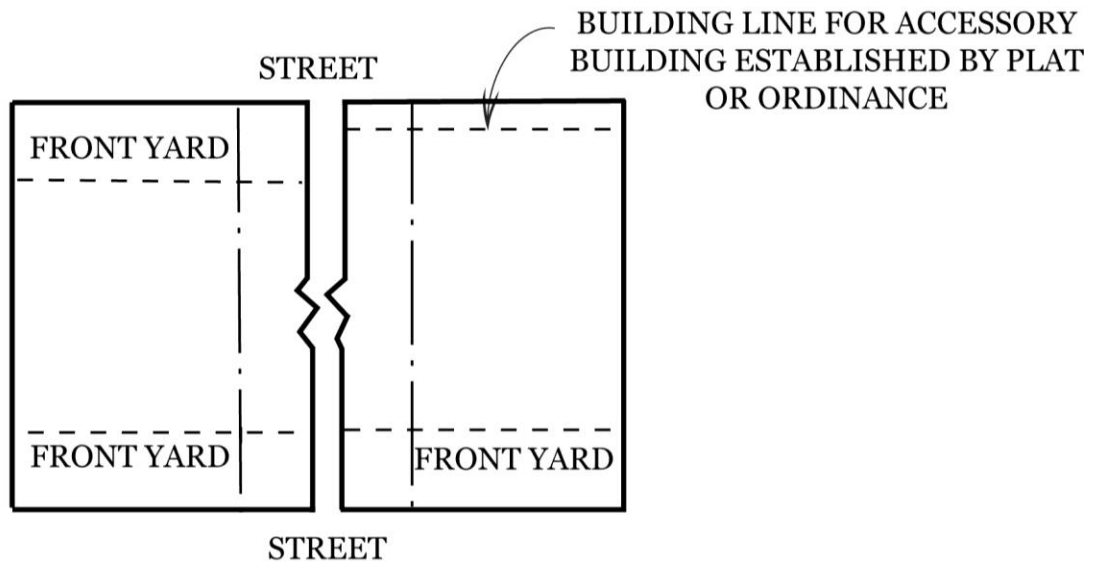 BUILDING LINE FOR ACCESSORY
BUILDING ESTABLISHED BY PLAT
OR ORDINANCE
STREET
FRONT YARD
FRONT YARD
FRONT YARD
STREET